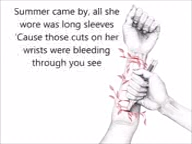 Summer came by, all she
wore was long sleeves
'Cause those cuts on her
wrists were bleeding
through you see